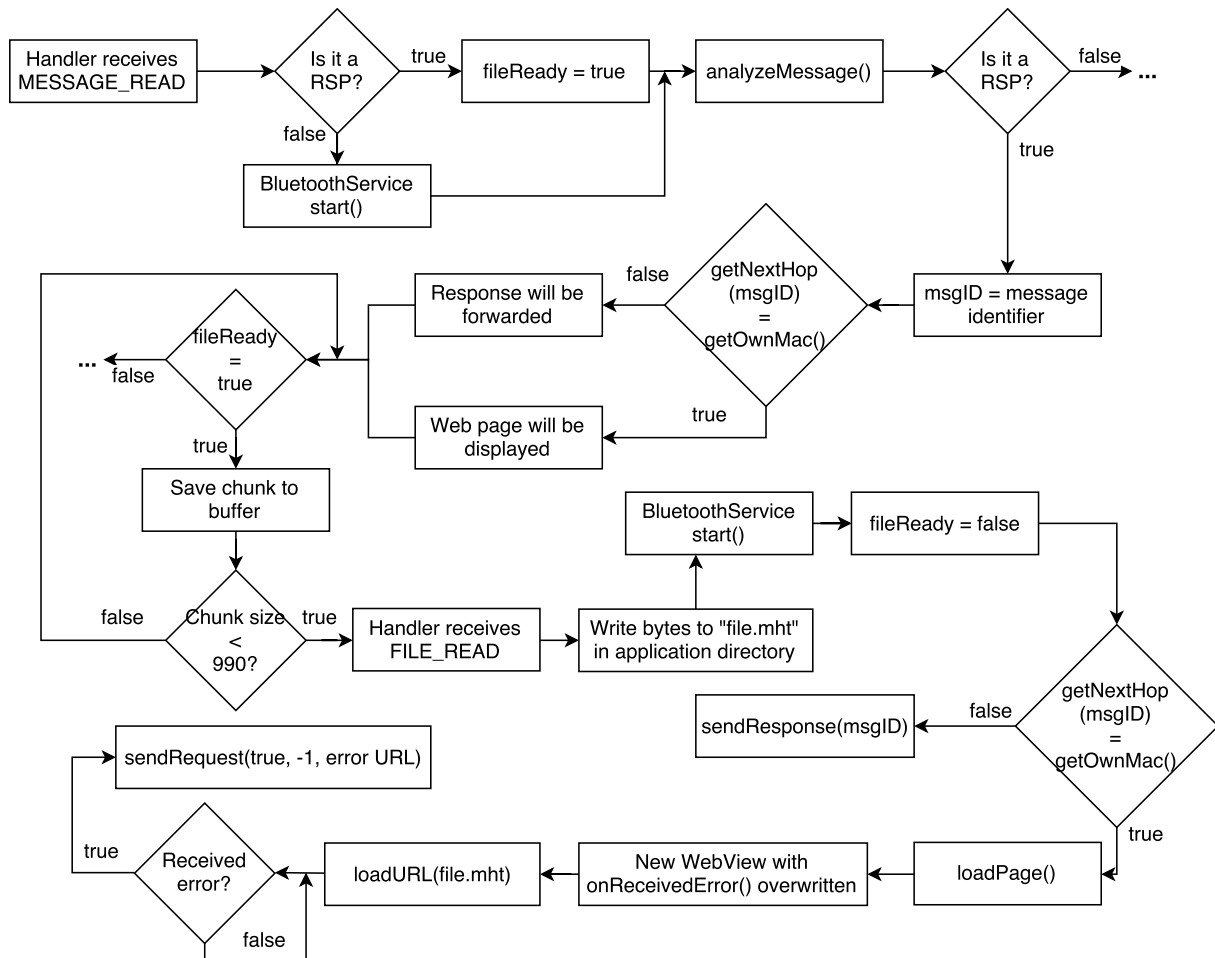 Handler receives
MESSAGE_READ
Is it a
RSP?
true
fileReady = true
analyzeMessage()
Is it a
RSP?
false
...
false
true
BluetoothService
start()
getNextHop
(msgID)
=
getOwnMac()
false
Response will be
forwarded
msgID = message
identifier
fileReady
=
true
...
false
true
Web page will be
displayed
true
Save chunk to
buffer
BluetoothService
start()
fileReady = false
Chunk size
<
990?
false
true
Handler receives
FILE_READ
Write bytes to "file.mht"
in application directory
getNextHop
(msgID)
=
getOwnMac()
false
sendResponse(msgID)
sendRequest(true, -1, error URL)
true
true
Received
error?
loadURL(file.mht)
New WebView with
onReceivedError() overwritten
loadPage()
false